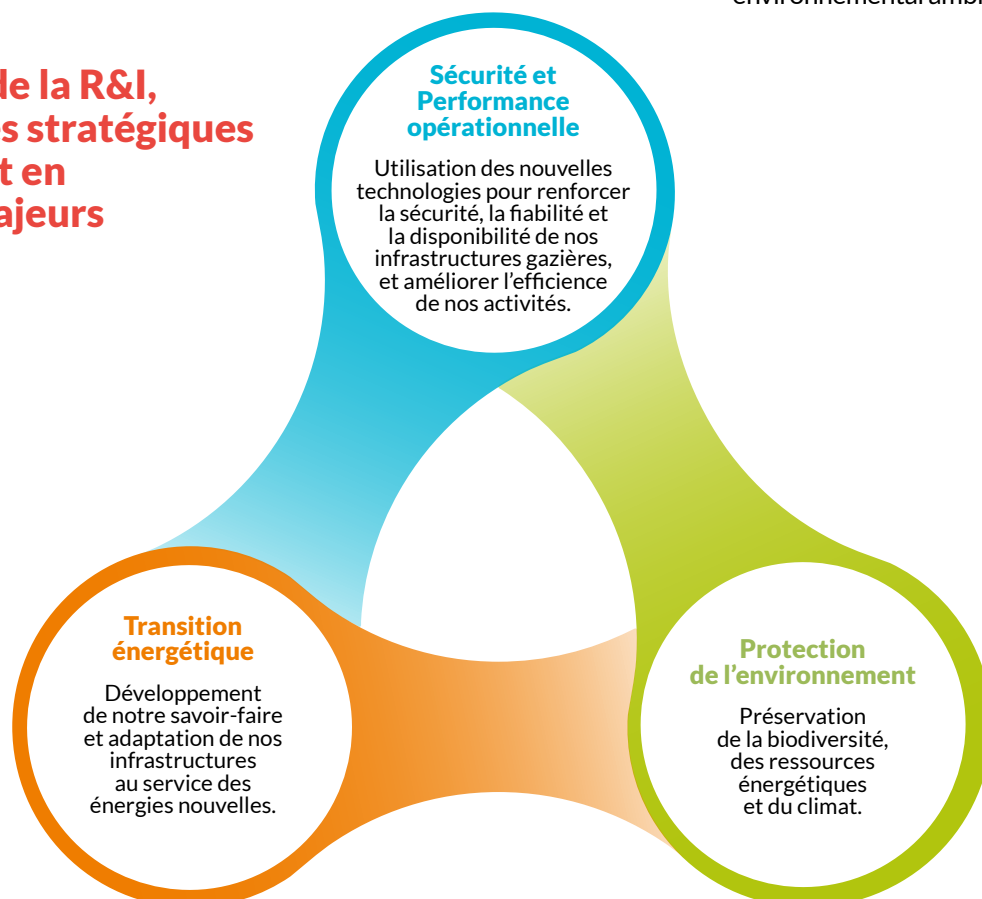 de la R&I,
s stratégiques
t en
ajeurs
Sécurité et
Performance
opérationnelle
Utilisation des nouvelles
technologies pour renforcer
la sécurité, la fiabilité et
la disponibilité de nos
infrastructures gazières,
et améliorer l’efficience
de nos activités.
Transition
énergétique
Développement
de notre savoir-faire
et adaptation de nos
infrastructures
au service des
énergies nouvelles.
Protection
de l’environnement
Préservation
de la biodiversité,
des ressources
énergétiques
et du climat.